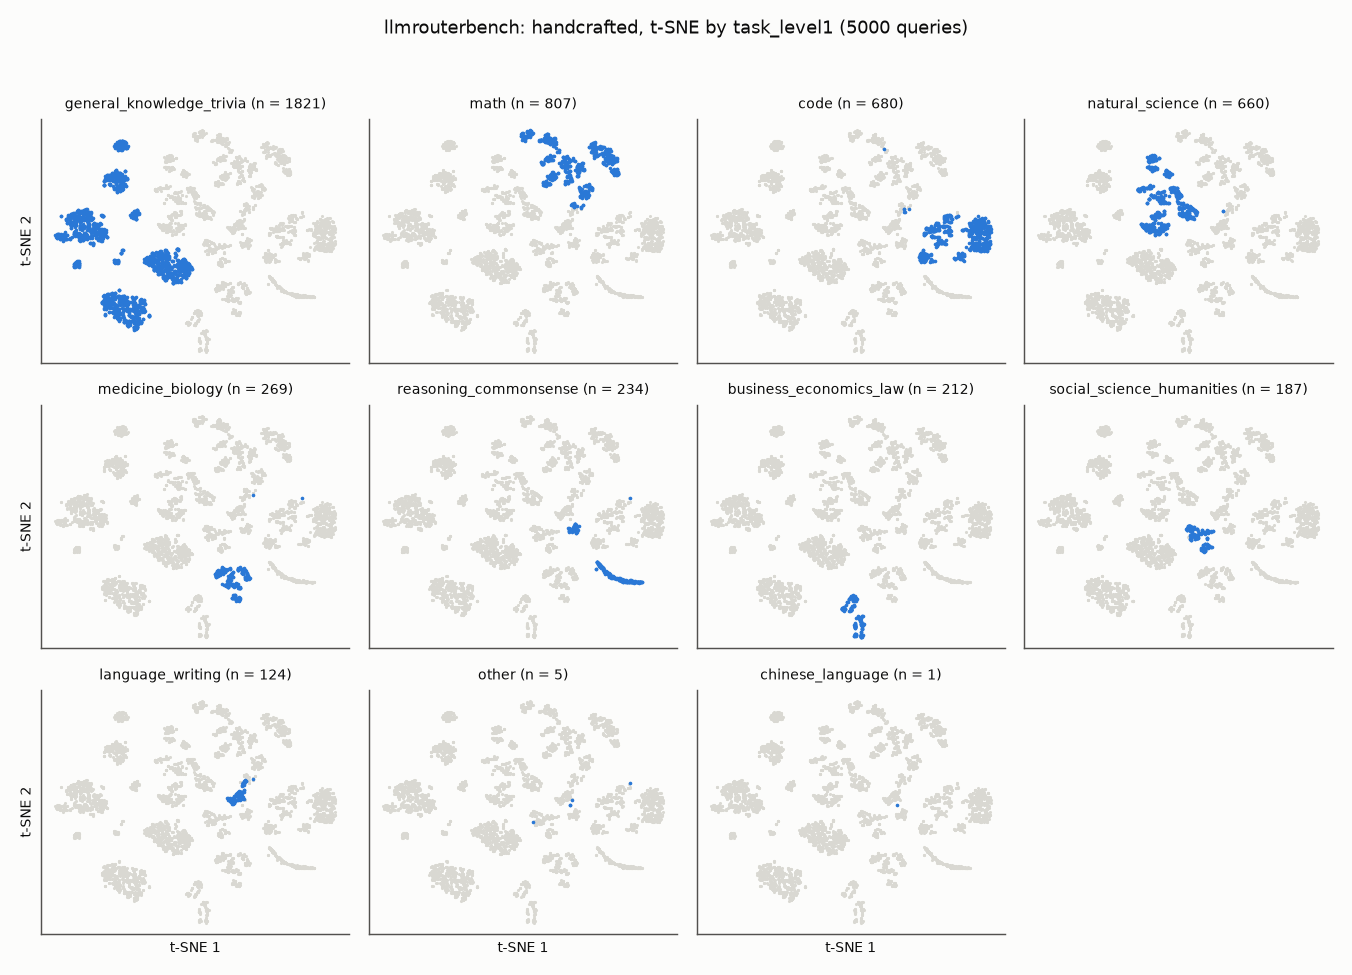 llmrouterbench: handcrafted, t-SNE by task_level1 (5000 queries)
general_knowledge_trivia (n = 1821)
math (n = 807)
code (n = 680)
natural_science (n = 660)
t-SNE 2
medicine_biology (n = 269)
reasoning_commonsense (n = 234)
business_economics_law (n = 212)
social_science_humanities (n = 187)
t-SNE 2
language_writing (n = 124)
other (n = 5)
chinese_language (n = 1)
t-SNE 2
t-SNE 1
t-SNE 1
t-SNE 1